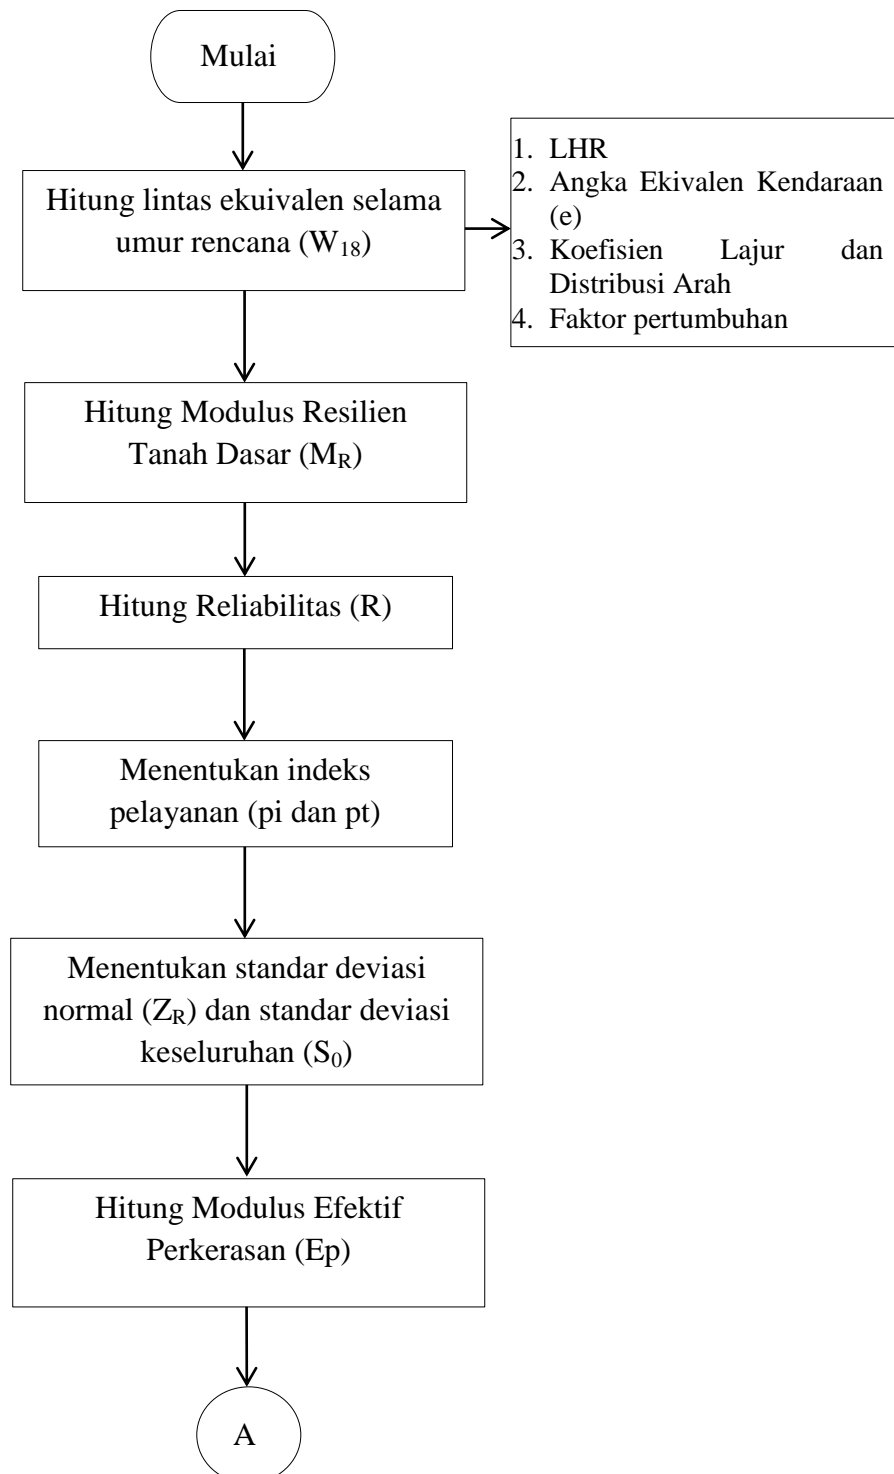 Mulai
Hitung lintas ekuivalen selama
umur rencana (W₁₈)
1. LHR
2. Angka Ekivalen Kendaraan
(e)
3. Koefisien Lajur dan
Distribusi Arah
4. Faktor pertumbuhan
Hitung Modulus Resilien
Tanah Dasar (M_R)
Hitung Reliabilitas (R)
Menentukan indeks
pelayanan (pi dan pt)
Menentukan standar deviasi
normal (Z_R) dan standar deviasi
keseluruhan (S₀)
Hitung Modulus Efektif
Perkerasan (Ep)
A